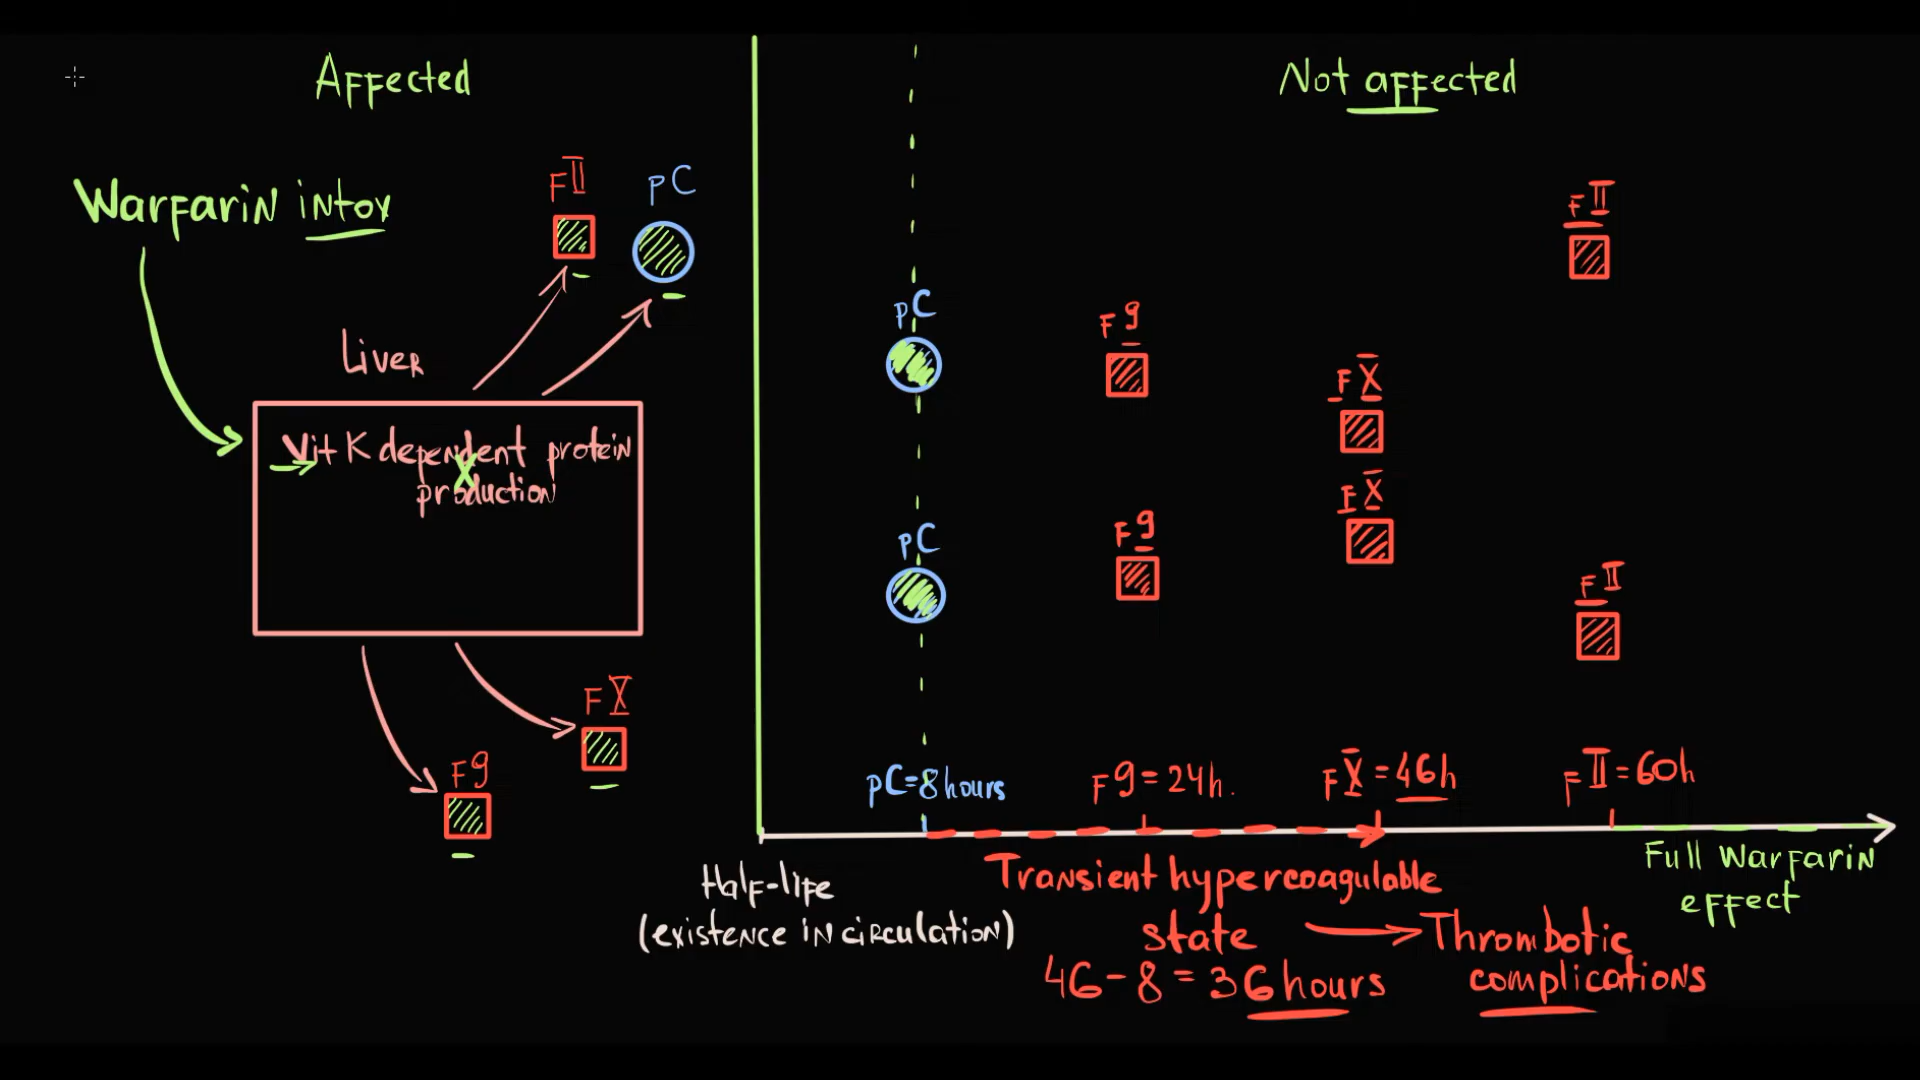 Affected
Not affected
Warfarin intox
FII
pC
Liver
Vit K dependent protein
production
X
FX
F9
pC
F9
FII
FX
FX
pC
F9
FII
pC=8 hours
F9=24h.
FX=46h
FII=60h
Half-life
(existence in circulation)
Transient hypercoagulable
state
46-8=36 hours
Thrombotic
complications
Full Warfarin
effect